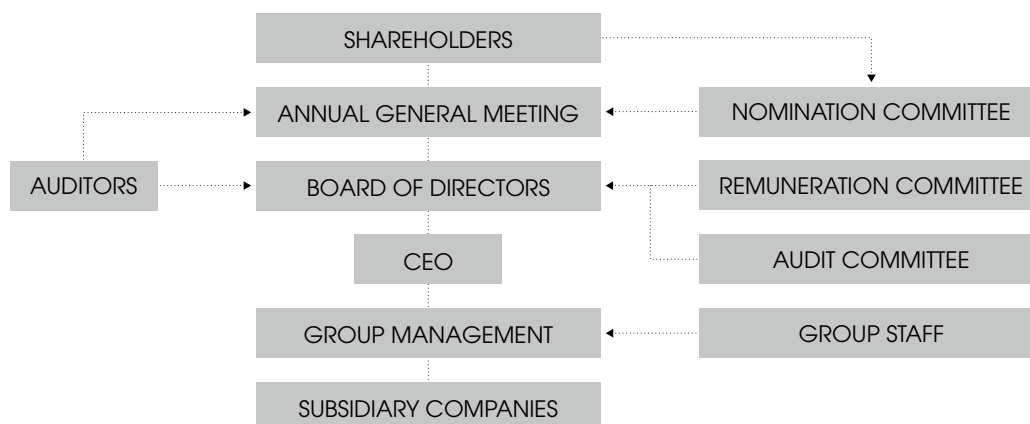 SHAREHOLDERS
ANNUAL GENERAL MEETING
NOMINATION COMMITTEE
AUDITORS
BOARD OF DIRECTORS
REMUNERATION COMMITTEE
CEO
AUDIT COMMITTEE
GROUP MANAGEMENT
GROUP STAFF
SUBSIDIARY COMPANIES